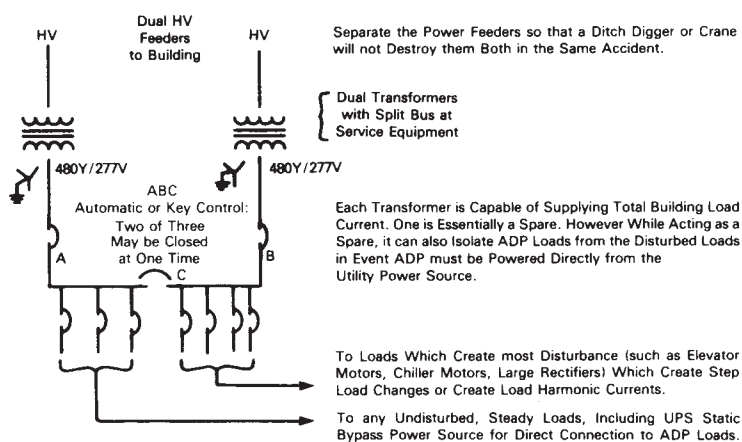 Dual HV
Feeders
to Building
HV
HV
Separate the Power Feeders so that a Ditch Digger or Crane
will not Destroy them Both in the Same Accident.
Dual Transformers
with Split Bus at
Service Equipment
480Y/277V
480Y/277V
ABC
Automatic or Key Control:
Two of Three
May be Closed
at One Time
A
B
C
Each Transformer is Capable of Supplying Total Building Load
Current. One is Essentially a Spare. However While Acting as a
Spare, it can also Isolate ADP Loads from the Disturbed Loads
in Event ADP must be Powered Directly from the
Utility Power Source.
To Loads Which Create most Disturbance (such as Elevator
Motors, Chiller Motors, Large Rectifiers) Which Create Step
Load Changes or Create Load Harmonic Currents.
To any Undisturbed, Steady Loads, Including UPS Static
Bypass Power Source for Direct Connection to ADP Loads.